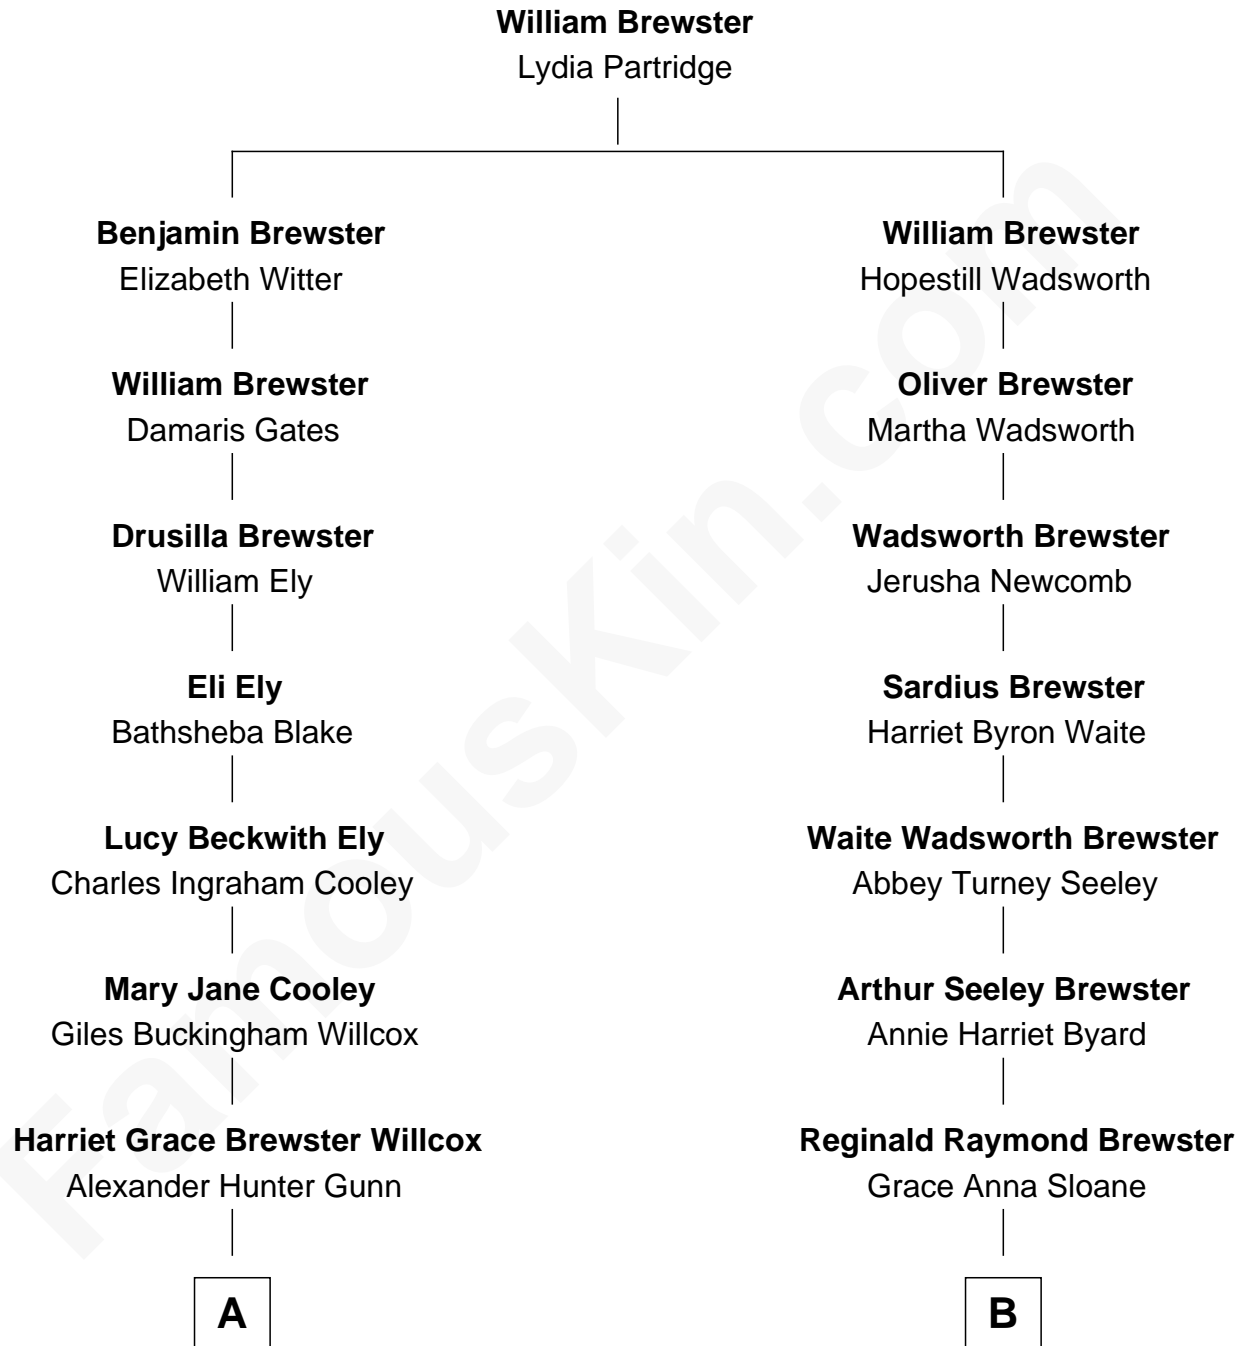 William Brewster
Lydia Partridge
Benjamin Brewster
Elizabeth Witter
William Brewster
Hopestill Wadsworth
William Brewster
Damaris Gates
Oliver Brewster
Martha Wadsworth
Drusilla Brewster
William Ely
Wadsworth Brewster
Jerusha Newcomb
Eli Ely
Bathsheba Blake
Sardius Brewster
Harriet Byron Waite
Lucy Beckwith Ely
Charles Ingraham Cooley
Waite Wadsworth Brewster
Abbey Turney Seeley
Mary Jane Cooley
Giles Buckingham Willcox
Arthur Seeley Brewster
Annie Harriet Byard
Harriet Grace Brewster Willcox
Alexander Hunter Gunn
Reginald Raymond Brewster
Grace Anna Sloane
A
B
FamousKin.com